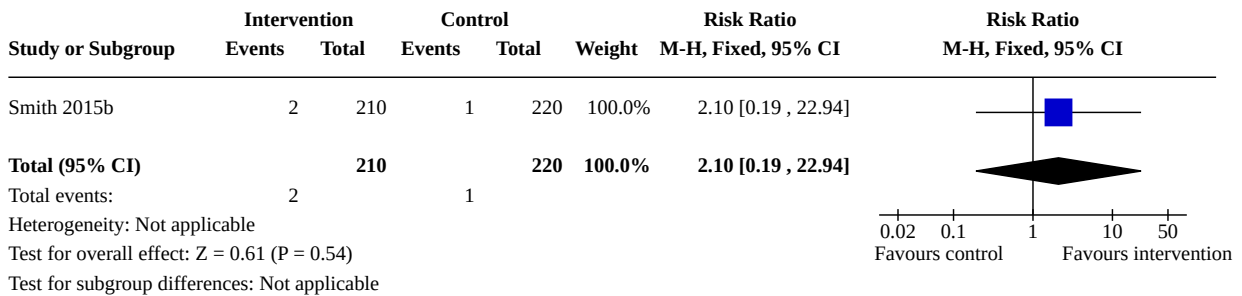 Intervention Control Risk Ratio Risk Ratio
Study or Subgroup Events Total Events Total Weight M-H, Fixed, 95% CI M-H, Fixed, 95% CI
Smith 2015b 2 210 1 220 100.0% 2.10 [0.19 , 22.94]
Total (95% CI) 210 220 100.0% 2.10 [0.19 , 22.94]
Total events: 2 1
Heterogeneity: Not applicable
0.02 0.1 1 10 50
Test for overall effect: Z = 0.61 (P = 0.54) Favours control Favours intervention
Test for subgroup differences: Not applicable